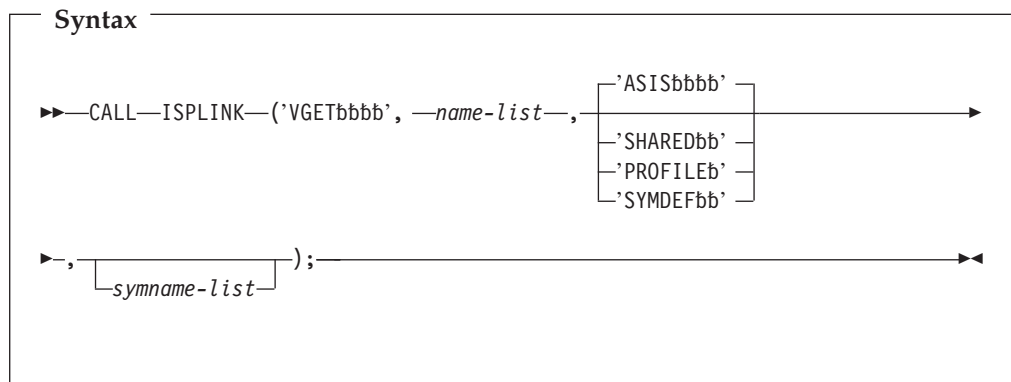 Syntax
'ASISƀƀƀƀ'
CALL ISPLINK ('VGETƀƀƀƀ', name-list ,
'SHAREDƀƀ'
'PROFILEƀ'
'SYMDEFƀƀ'
, );
symname-list